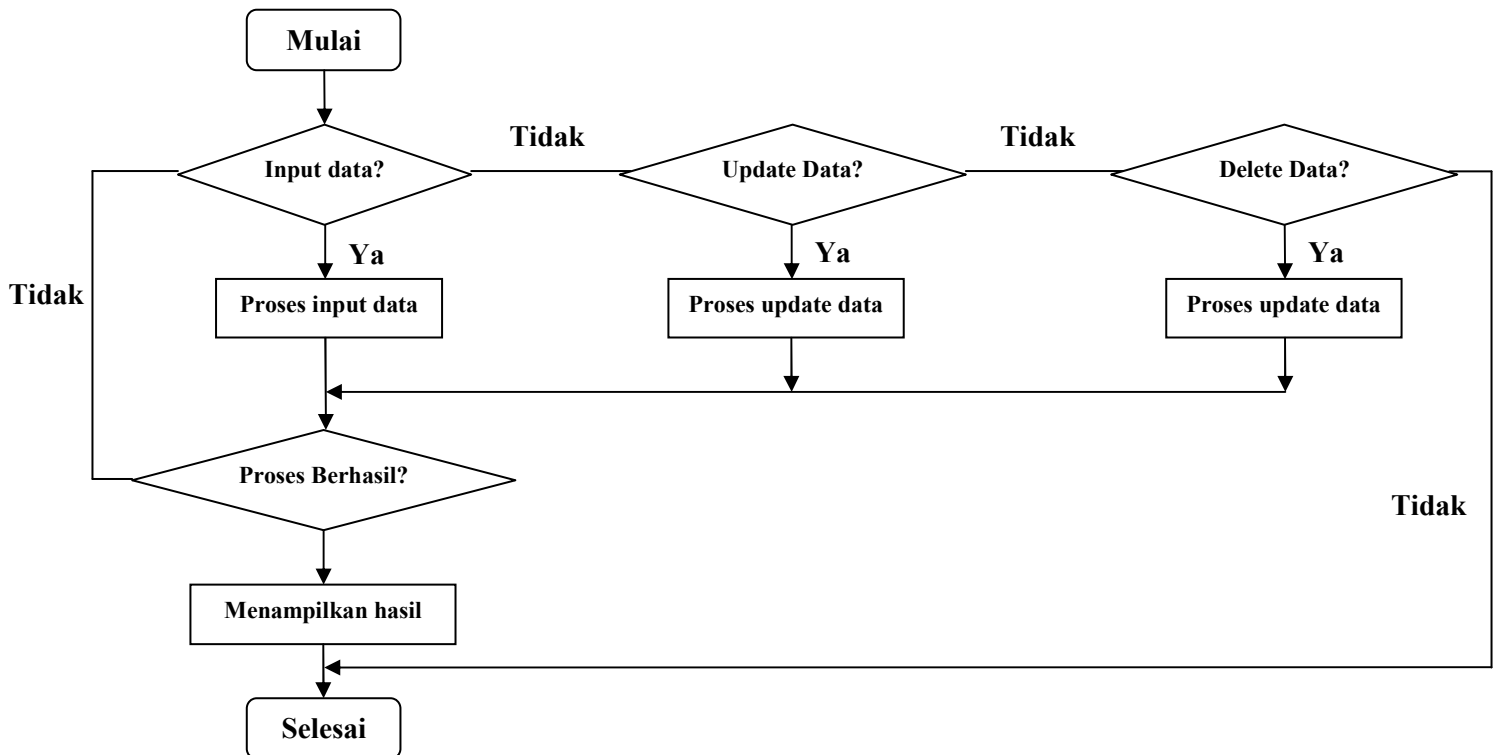 Mulai
Tidak
Tidak
Input data?
Update Data?
Delete Data?
Ya
Ya
Ya
Tidak
Proses input data
Proses update data
Proses update data
Proses Berhasil?
Tidak
Menampilkan hasil
Selesai